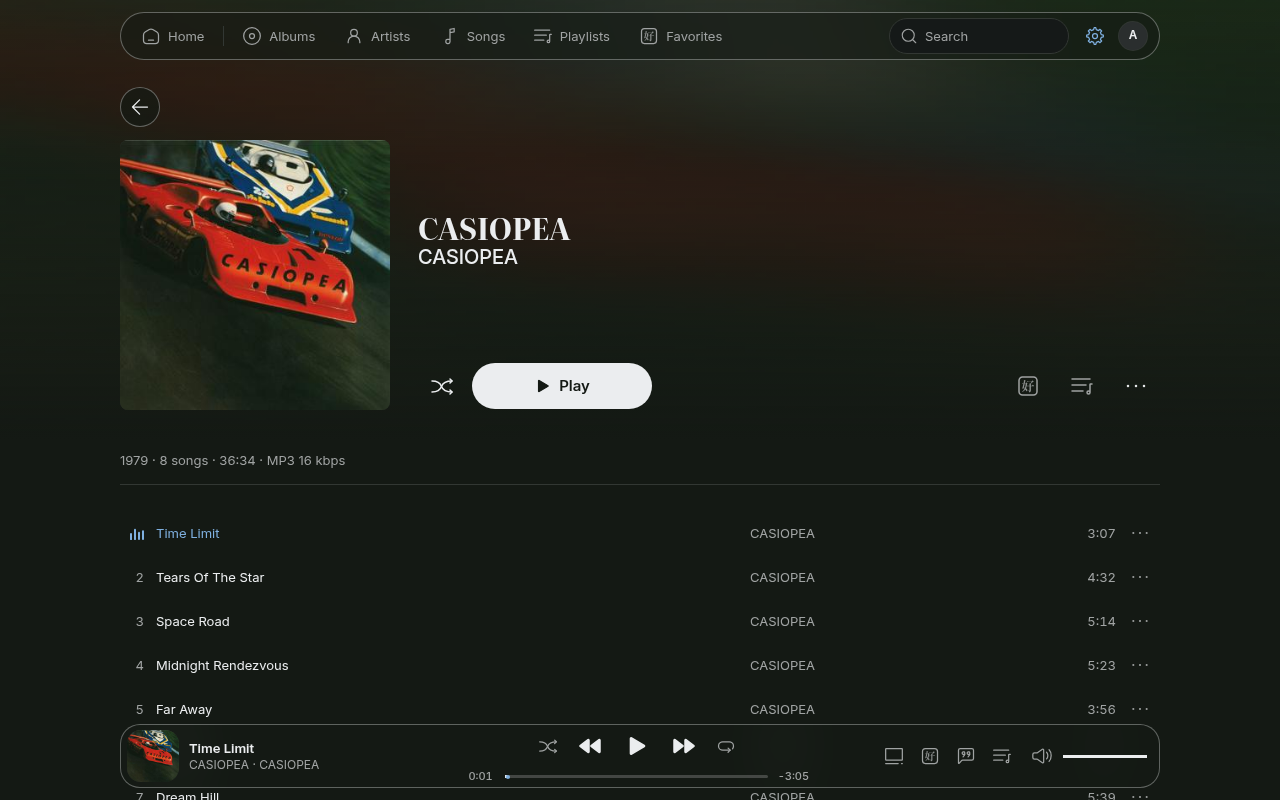 Home
Albums
Artists
Songs
Playlists
好
Favorites
Search
A
CASIOPEA
CASIOPEA
CASIOPEA
Play
好
1979 · 8 songs · 36:34 · MP3 16 kbps
Time Limit CASIOPEA 3:07
2 Tears Of The Star CASIOPEA 4:32
3 Space Road CASIOPEA 5:14
4 Midnight Rendezvous CASIOPEA 5:23
5 Far Away CASIOPEA 3:56
Time Limit
CASIOPEA · CASIOPEA
0:01
-3:05
好
7 Dream Hill CASIOPEA 5:39